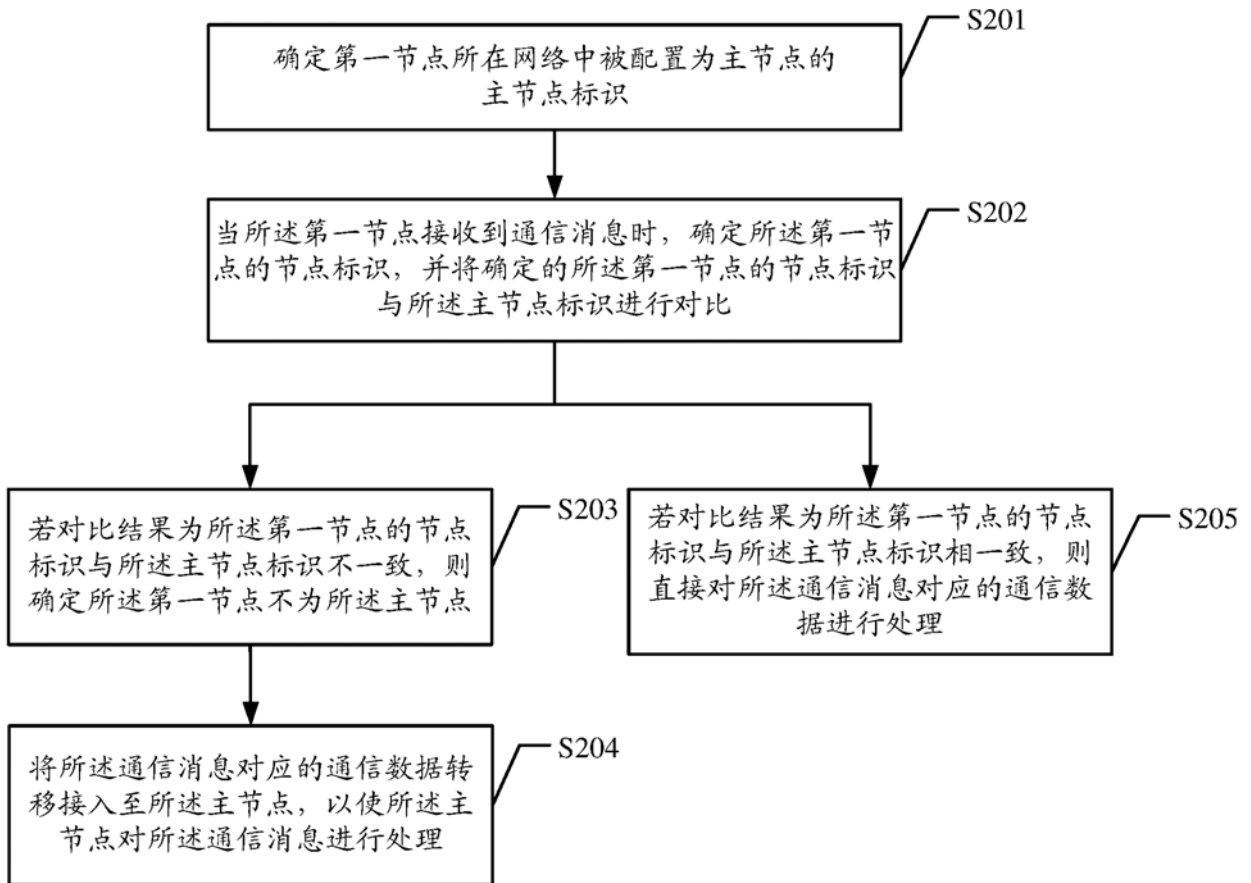 S201
确定第一节点所在网络中被配置为主节点的
主节点标识
S202
当所述第一节点接收到通信消息时，确定所述第一节
点的节点标识，并将确定的所述第一节点的节点标识
与所述主节点标识进行对比
S203
若对比结果为所述第一节点的节点
标识与所述主节点标识不一致，则
确定所述第一节点不为所述主节点
S205
若对比结果为所述第一节点的节点
标识与所述主节点标识相一致，则
直接对所述通信消息对应的通信数
据进行处理
S204
将所述通信消息对应的通信数据转
移接入至所述主节点，以使所述主
节点对所述通信消息进行处理